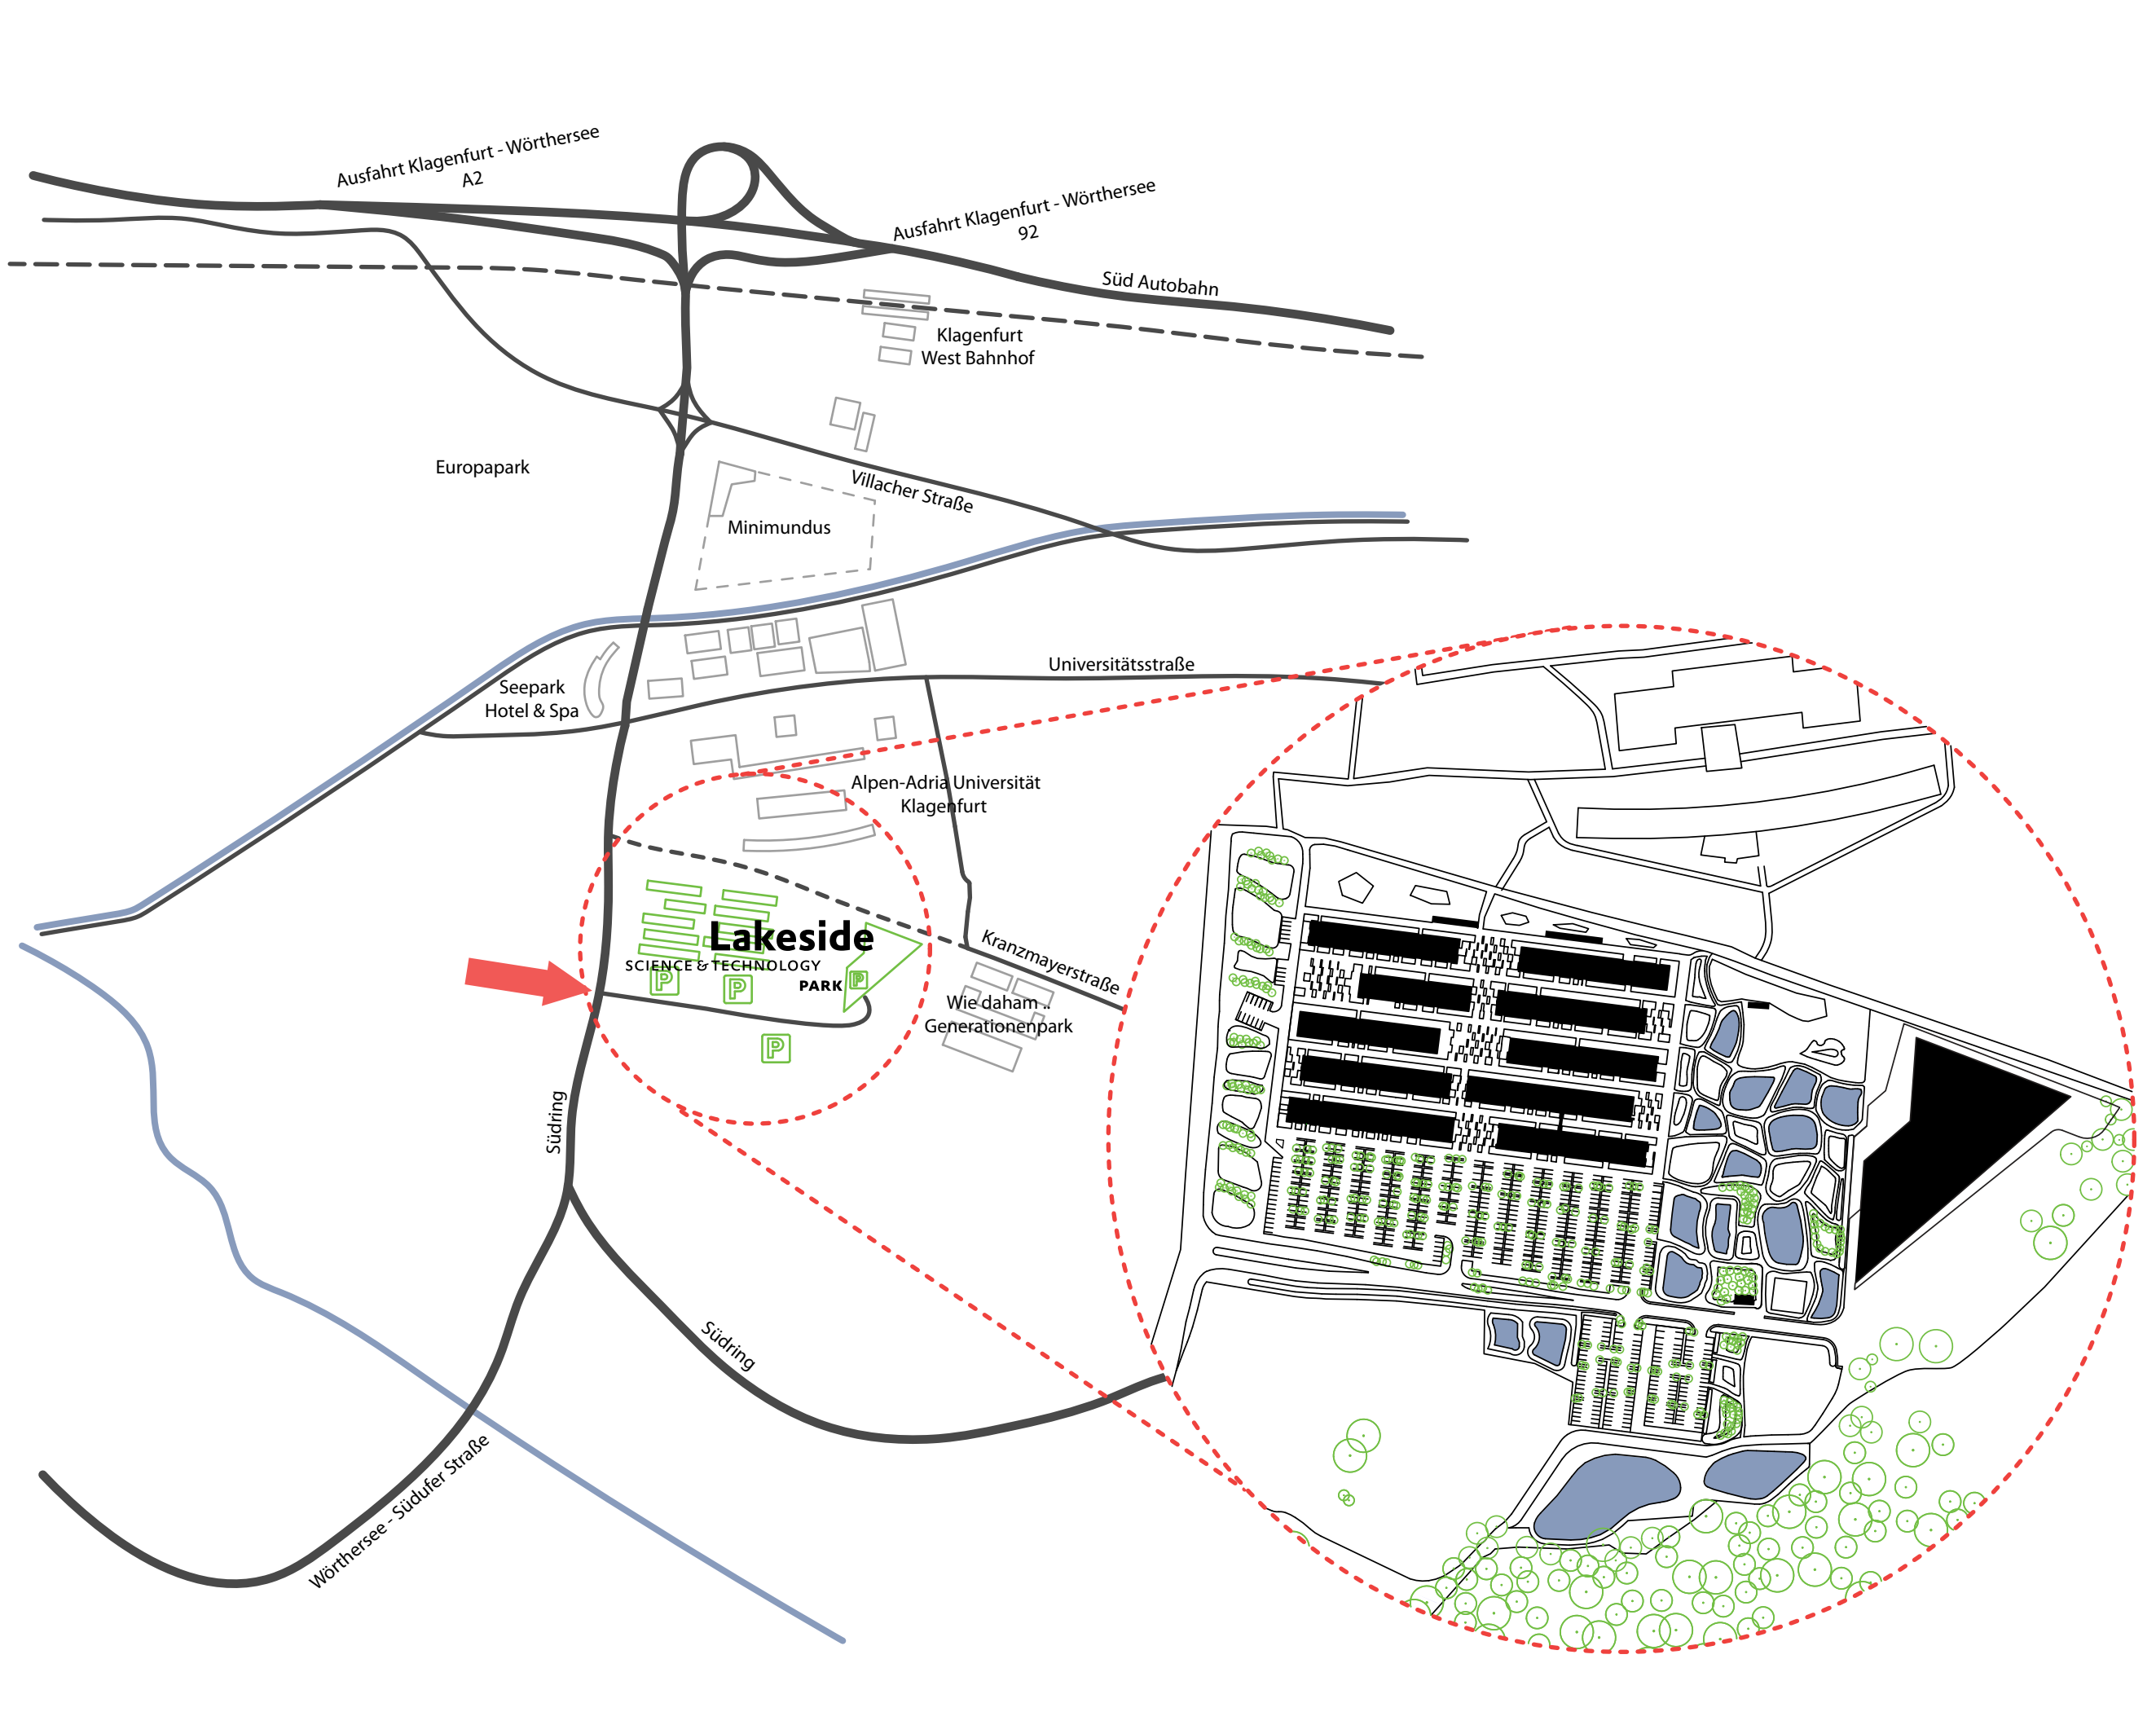 Ausfahrt Klagenfurt - Wörthersee
A2
Ausfahrt Klagenfurt - Wörthersee
92
Süd Autobahn
Klagenfurt
West Bahnhof
Europapark
Villacher Straße
Minimundus
Universitätsstraße
Seepark
Hotel & Spa
Alpen-Adria Universität
Klagenfurt
Lakeside
SCIENCE & TECHNOLOGY
PARK
P
P
P
P
Kranzmayerstraße
Wie daham ..
Generationenpark
Südring
Südring
Wörthersee - Südufer Straße